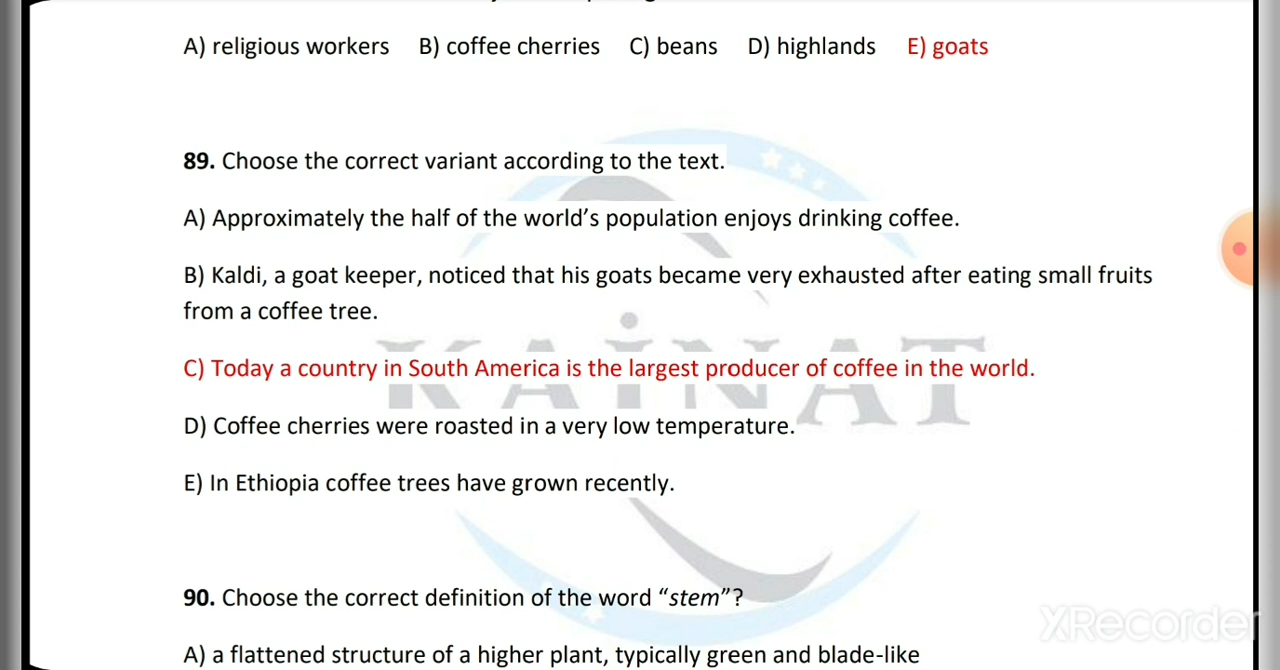 A) religious workers B) coffee cherries C) beans D) highlands E) goats
89. Choose the correct variant according to the text.
A) Approximately the half of the world’s population enjoys drinking coffee.
B) Kaldi, a goat keeper, noticed that his goats became very exhausted after eating small fruits
from a coffee tree.
KAİNAT
C) Today a country in South America is the largest producer of coffee in the world.
D) Coffee cherries were roasted in a very low temperature.
E) In Ethiopia coffee trees have grown recently.
90. Choose the correct definition of the word “stem”?
XRecorder
A) a flattened structure of a higher plant, typically green and blade-like